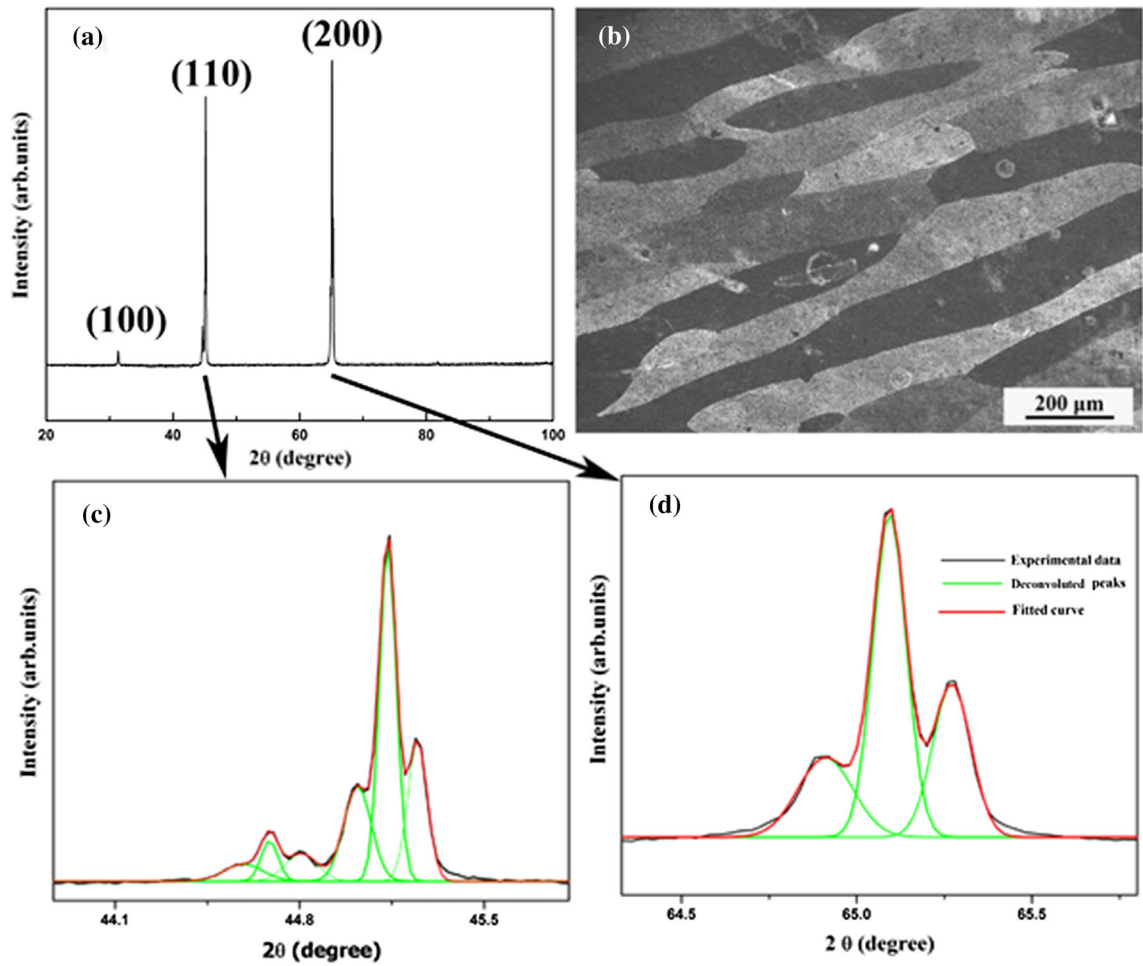 (a)
(100)
(110)
(200)
Intensity (arb.units)
20 40 60 80 100
2θ (degree)
(b)
200 μm
(c)
Intensity (arb.units)
44.1 44.8 45.5
2θ (degree)
(d)
Experimental data
Deconvoluted peaks
Fitted curve
Intensity (arb.units)
64.5 65.0 65.5
2 θ (degree)